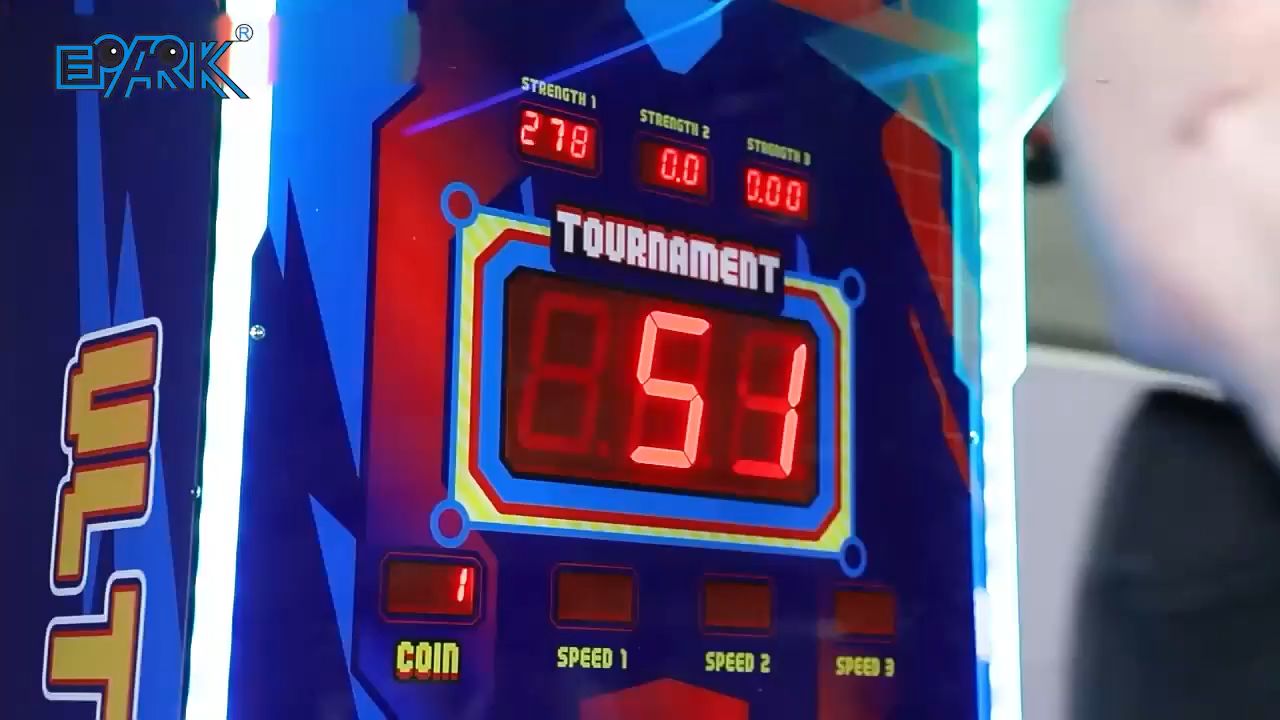 EPARK®
STRENGTH 1
278
STRENGTH 2
0.0
STRENGTH 3
0.00
TOURNAMENT
51
1
COIN
SPEED 1
SPEED 2
SPEED 3
ULT